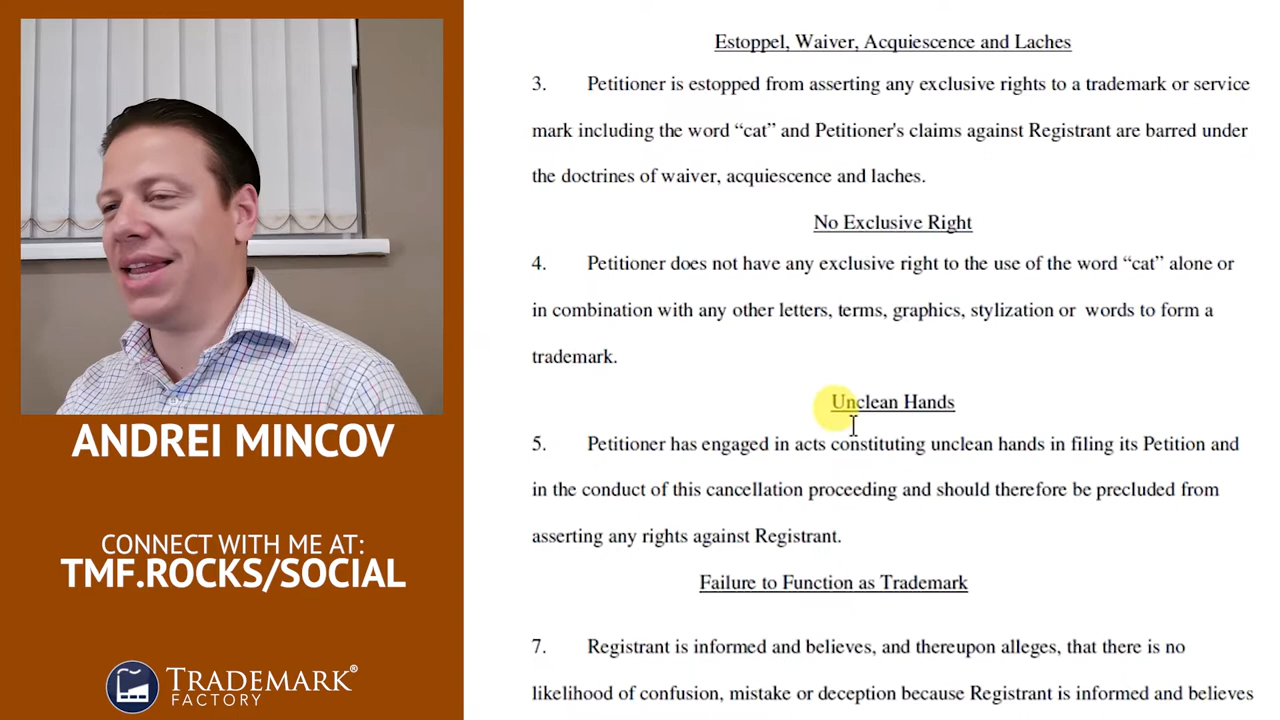 ANDREI MINCOV
CONNECT WITH ME AT:
TMF.ROCKS/SOCIAL
TRADEMARK®
FACTORY
Estoppel, Waiver, Acquiescence and Laches
3. Petitioner is estopped from asserting any exclusive rights to a trademark or service
mark including the word “cat” and Petitioner's claims against Registrant are barred under
the doctrines of waiver, acquiescence and laches.
No Exclusive Right
4. Petitioner does not have any exclusive right to the use of the word “cat” alone or
in combination with any other letters, terms, graphics, stylization or words to form a
trademark.
Unclean Hands
5. Petitioner has engaged in acts constituting unclean hands in filing its Petition and
in the conduct of this cancellation proceeding and should therefore be precluded from
asserting any rights against Registrant.
Failure to Function as Trademark
7. Registrant is informed and believes, and thereupon alleges, that there is no
likelihood of confusion, mistake or deception because Registrant is informed and believes